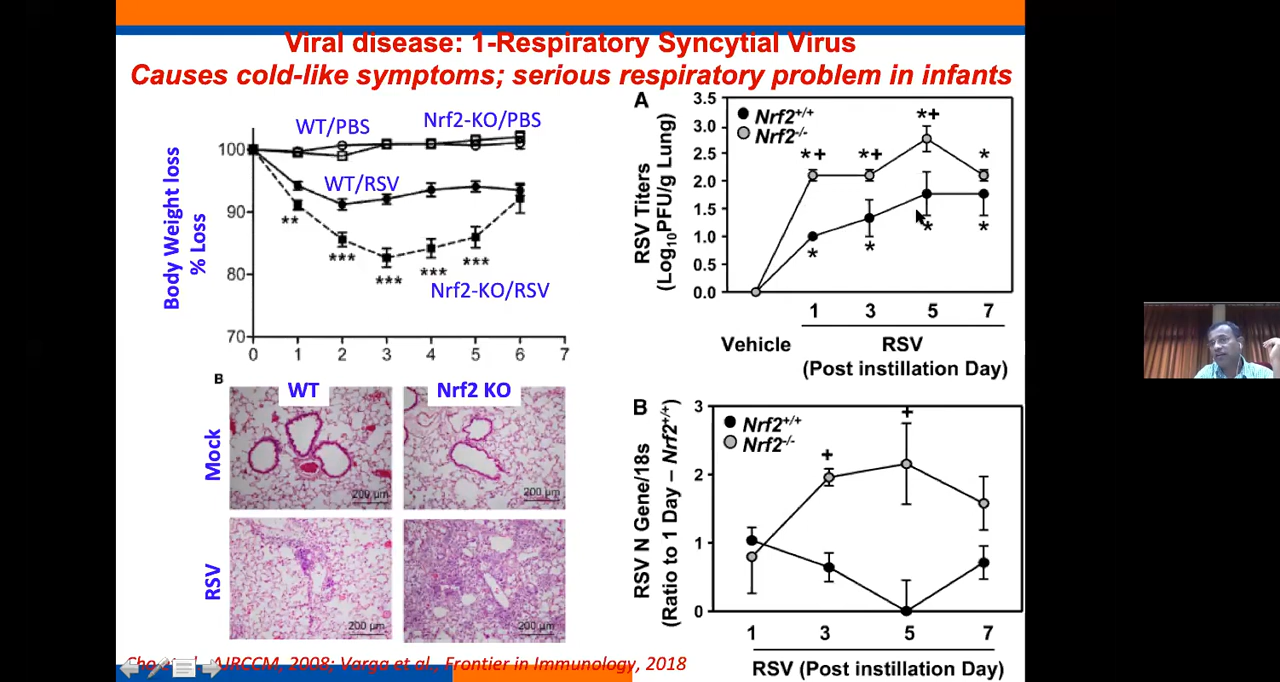 Viral disease: 1-Respiratory Syncytial Virus
Causes cold-like symptoms; serious respiratory problem in infants
Body Weight loss
% Loss
100
90
80
70
0 1 2 3 4 5 6 7
WT/PBS
Nrf2-KO/PBS
WT/RSV
**
***
***
***
***
Nrf2-KO/RSV
B
WT
Nrf2 KO
Mock
200 µm
200 µm
RSV
200 µm
200 µm
A
RSV Titers
(Log10PFU/g Lung)
3.5
3.0
2.5
2.0
1.5
1.0
0.5
0.0
Nrf2+/+
Nrf2-/-
*+ *+ *+ *
* * * *
1 3 5 7
Vehicle RSV
(Post instillation Day)
B
RSV N Gene/18s
(Ratio to 1 Day – Nrf2+/+)
3
2
1
0
Nrf2+/+
Nrf2-/-
+ +
1 3 5 7
RSV (Post instillation Day)
AJRCCM, 2008; Varga et al., Frontier in Immunology, 2018